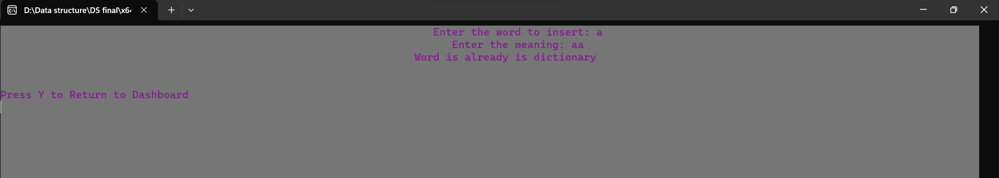 D:\Data structure\DS final\x64
Enter the word to insert: a
Enter the meaning: aa
Word is already is dictionary
Press Y to Return to Dashboard